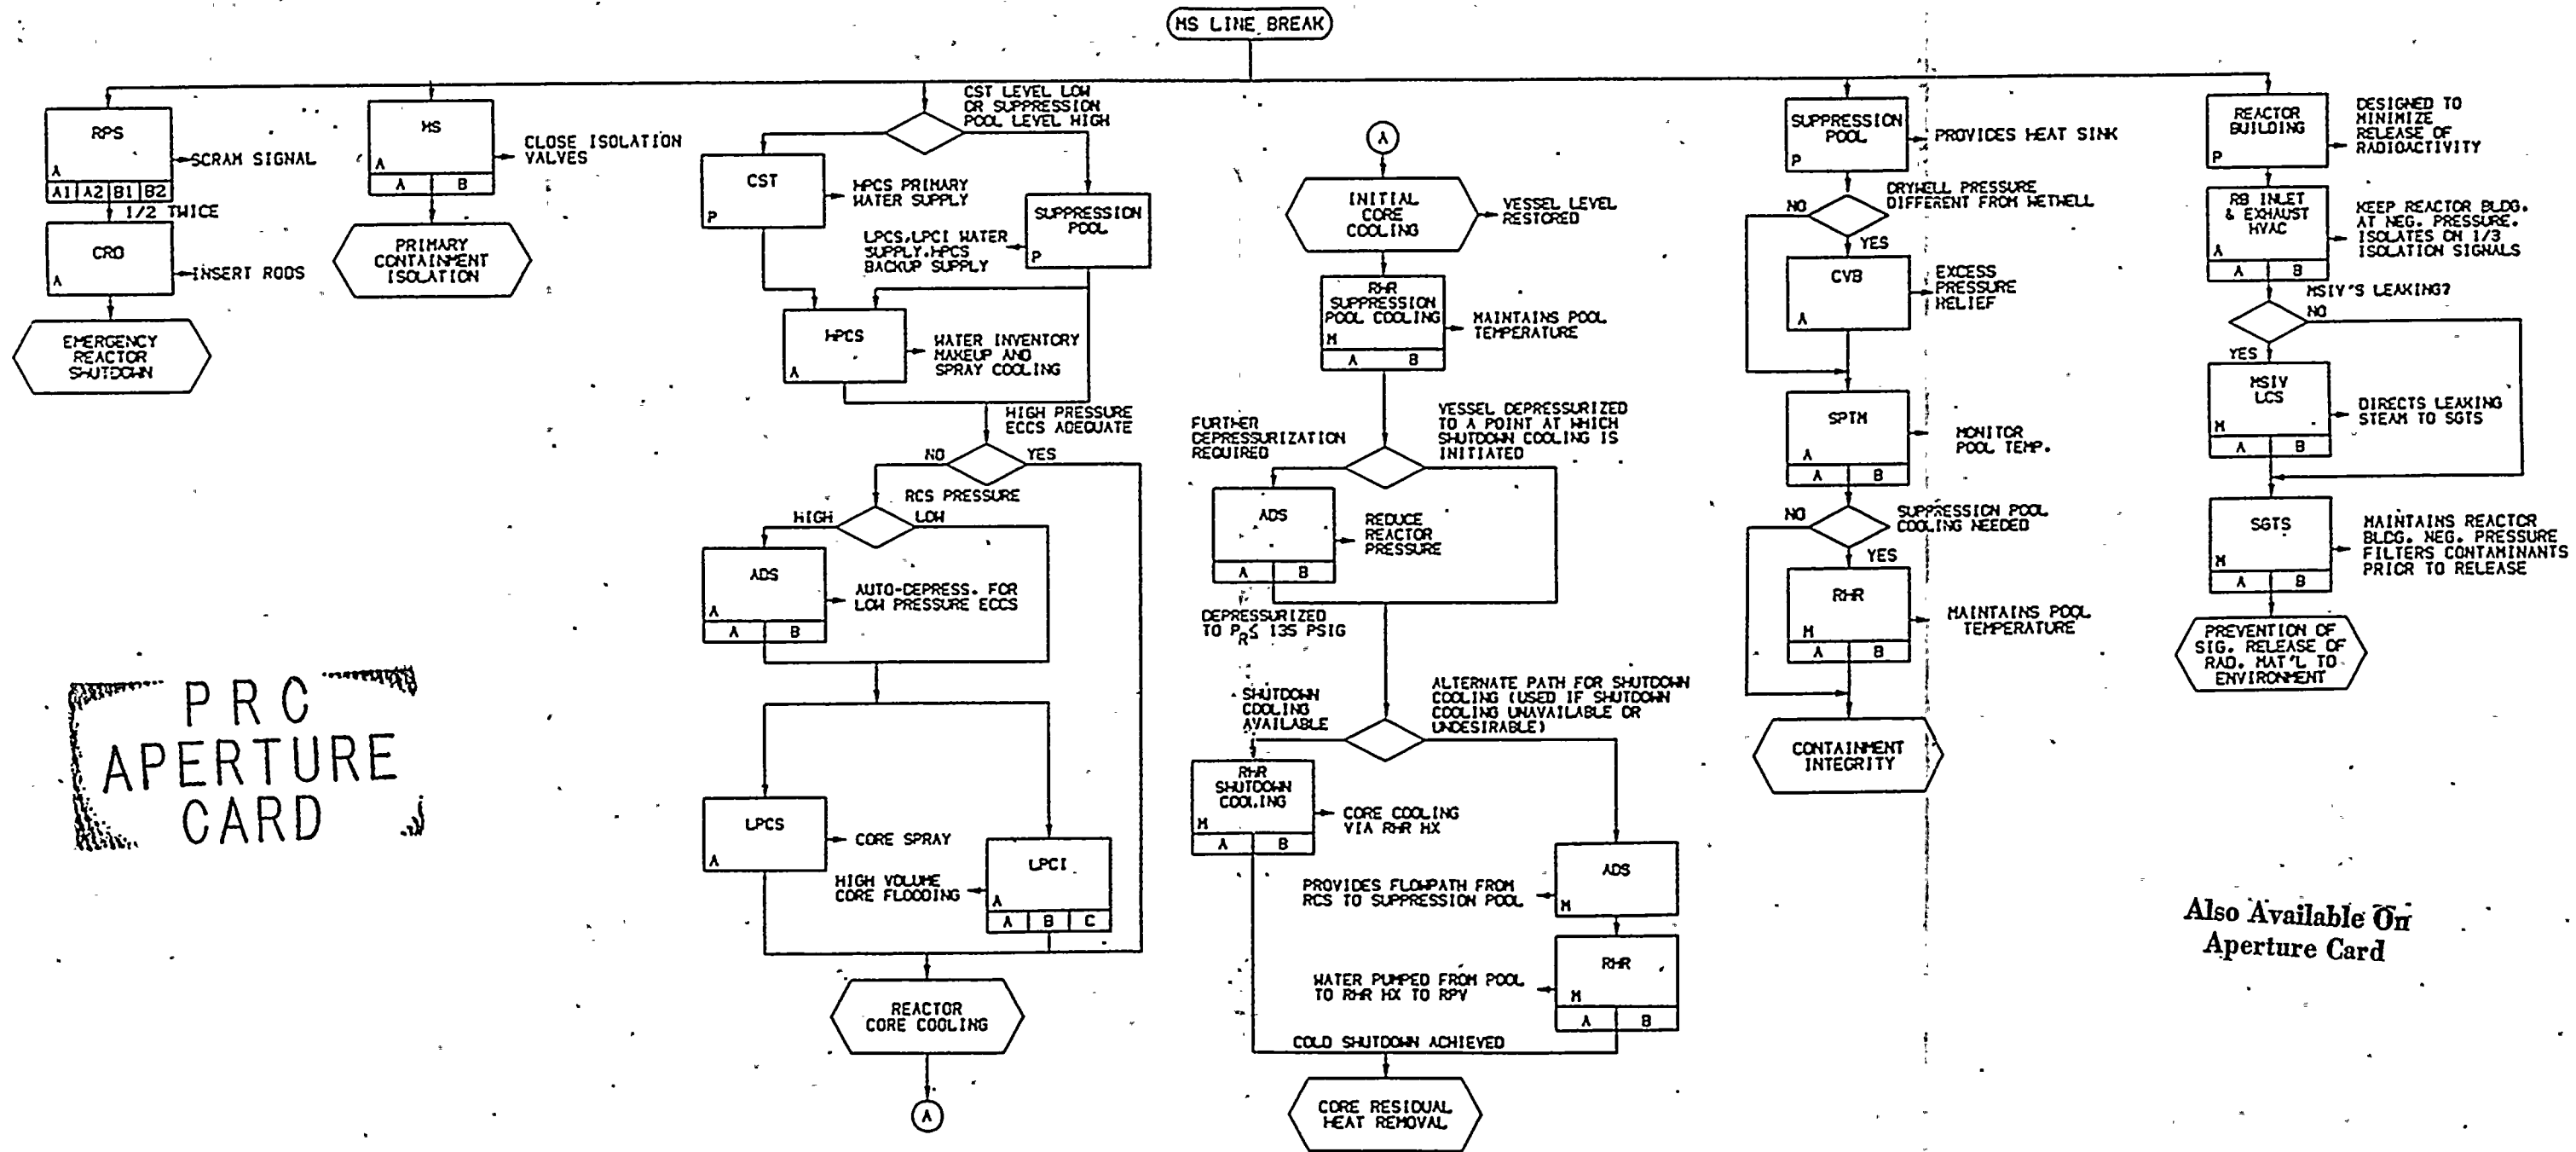 MS LINE BREAK
RPS
A
A1 A2 B1 B2
SCRAM SIGNAL
1/2 TWICE
CRD
A
INSERT RODS
EMERGENCY
REACTOR
SHUTDOWN
MS
A
A B
CLOSE ISOLATION
VALVES
PRIMARY
CONTAINMENT
ISOLATION
CST LEVEL LOW
OR SUPPRESSION
POOL LEVEL HIGH
CST
P
HPCS PRIMARY
WATER SUPPLY
SUPPRESSION
POOL
P
LPCS,LPCI WATER
SUPPLY,HPCS
BACKUP SUPPLY
HPCS
A
WATER INVENTORY
MAKEUP AND
SPRAY COOLING
HIGH PRESSURE
ECCS ADEQUATE
NO
YES
RCS PRESSURE
HIGH
LOW
ADS
A
A B
AUTO-DEPRESS. FOR
LOW PRESSURE ECCS
LPCS
A
CORE SPRAY
LPCI
A
A B C
HIGH VOLUME
CORE FLOODING
REACTOR
CORE COOLING
A
A
INITIAL
CORE
COOLING
VESSEL LEVEL
RESTORED
RHR
SUPPRESSION
POOL COOLING
M
A B
MAINTAINS POOL
TEMPERATURE
FURTHER
DEPRESSURIZATION
REQUIRED
VESSEL DEPRESSURIZED
TO A POINT AT WHICH
SHUTDOWN COOLING IS
INITIATED
ADS
M
A B
REDUCE
REACTOR
PRESSURE
DEPRESSURIZED
TO PR≤ 135 PSIG
SHUTDOWN
COOLING
AVAILABLE
ALTERNATE PATH FOR SHUTDOWN
COOLING (USED IF SHUTDOWN
COOLING UNAVAILABLE OR
UNDESIRABLE)
RHR
SHUTDOWN
COOLING
M
A B
CORE COOLING
VIA RHR HX
ADS
M
PROVIDES FLOWPATH FROM
RCS TO SUPPRESSION POOL
RHR
M
A B
WATER PUMPED FROM POOL
TO RHR HX TO RPV
COLD SHUTDOWN ACHIEVED
CORE RESIDUAL
HEAT REMOVAL
SUPPRESSION
POOL
P
PROVIDES HEAT SINK
DRYWELL PRESSURE
DIFFERENT FROM WETWELL
NO
YES
CVB
A
EXCESS
PRESSURE
RELIEF
SPTM
A
A B
MONITOR
POOL TEMP.
NO
SUPPRESSION POOL
COOLING NEEDED
YES
RHR
M
A B
MAINTAINS POOL
TEMPERATURE
CONTAINMENT
INTEGRITY
REACTOR
BUILDING
P
DESIGNED TO
MINIMIZE
RELEASE OF
RADIOACTIVITY
RB INLET
& EXHAUST
HVAC
A
A B
KEEP REACTOR BLDG.
AT NEG. PRESSURE.
ISOLATES ON 1/3
ISOLATION SIGNALS
MSIV'S LEAKING?
NO
YES
MSIV
LCS
M
A B
DIRECTS LEAKING
STEAM TO SGTS
SGTS
M
A B
MAINTAINS REACTOR
BLDG. NEG. PRESSURE
FILTERS CONTAMINANTS
PRIOR TO RELEASE
PREVENTION OF
SIG. RELEASE OF
RAD. MAT'L TO
ENVIRONMENT
PRC
APERTURE
CARD
Also Available On
Aperture Card